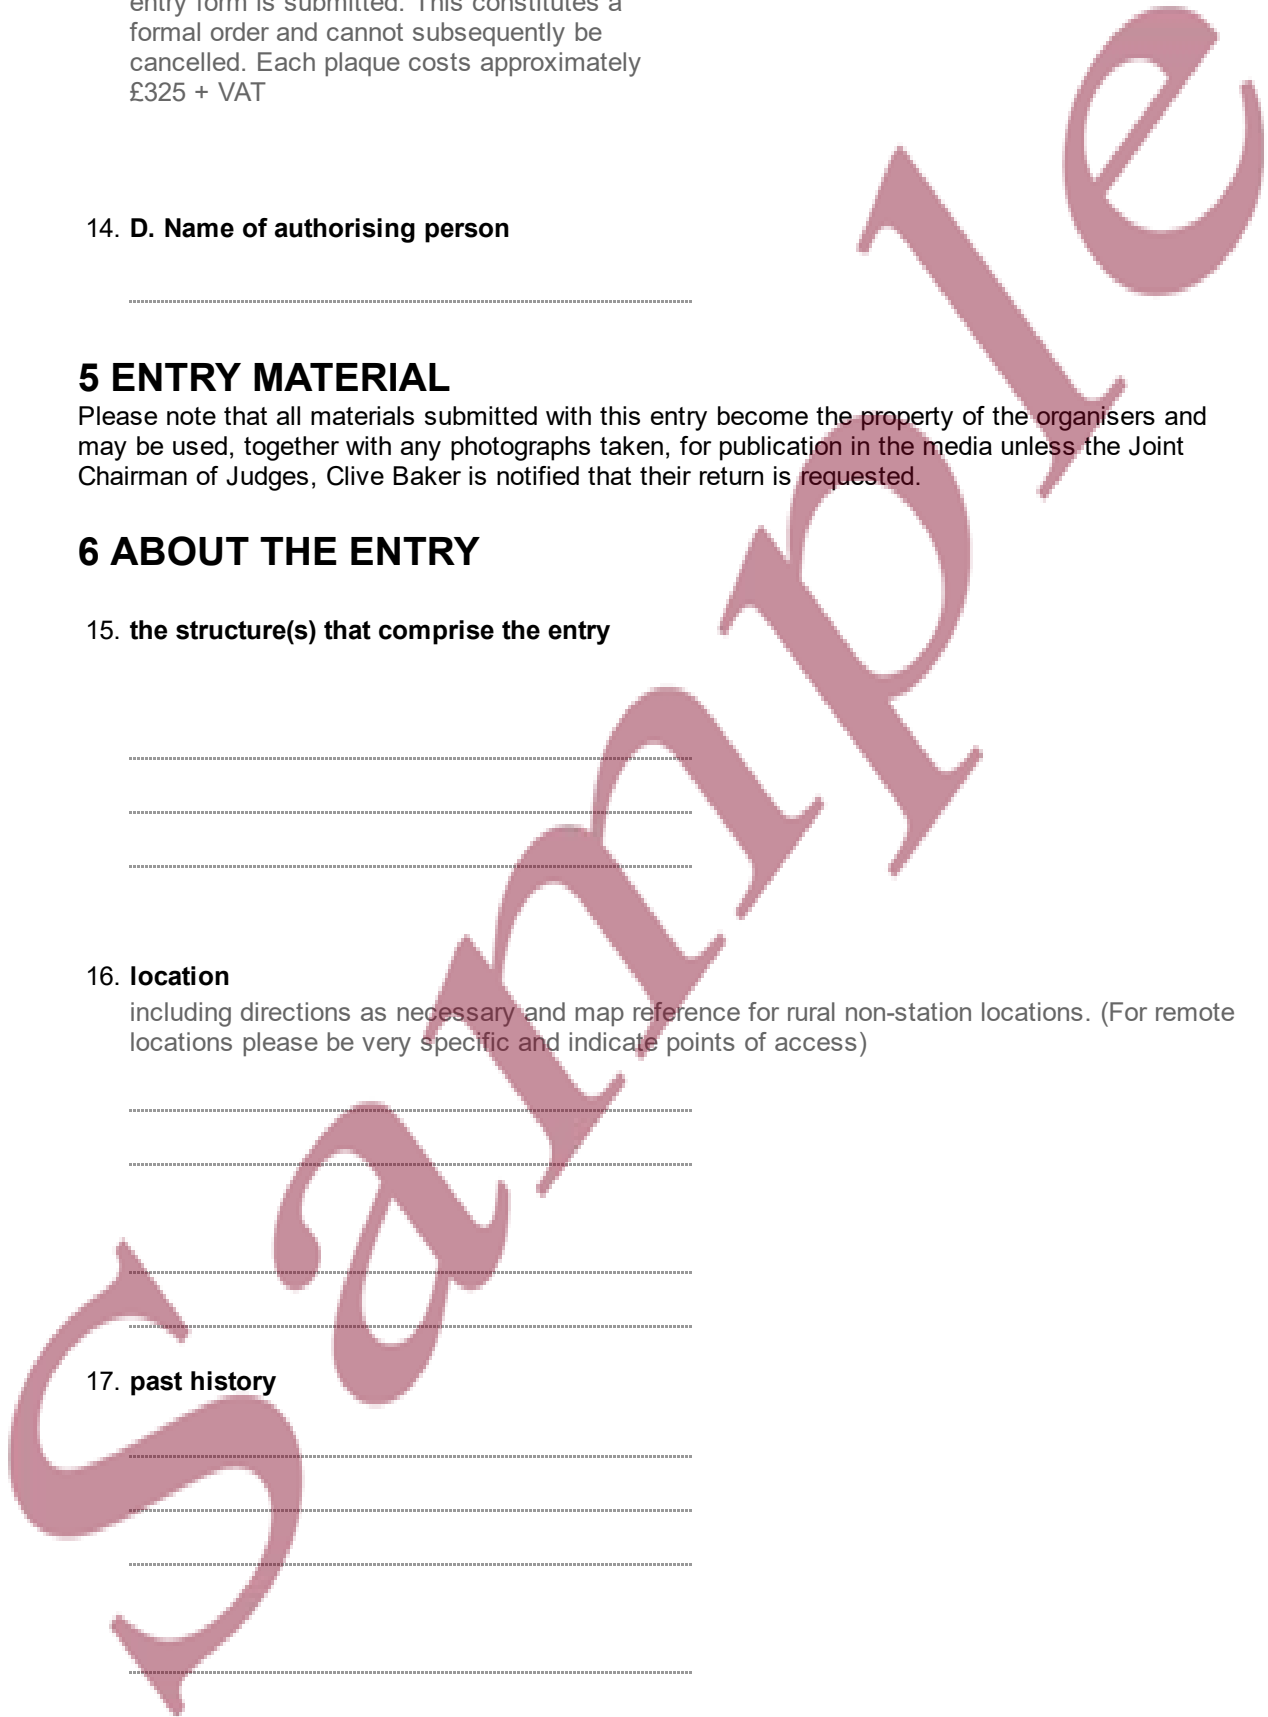 entry form is submitted. This constitutes a
formal order and cannot subsequently be
cancelled. Each plaque costs approximately
£325 + VAT
14. D. Name of authorising person
5 ENTRY MATERIAL
Please note that all materials submitted with this entry become the property of the organisers and
may be used, together with any photographs taken, for publication in the media unless the Joint
Chairman of Judges, Clive Baker is notified that their return is requested.
6 ABOUT THE ENTRY
15. the structure(s) that comprise the entry
16. location
including directions as necessary and map reference for rural non-station locations. (For remote
locations please be very specific and indicate points of access)
17. past history
Sample